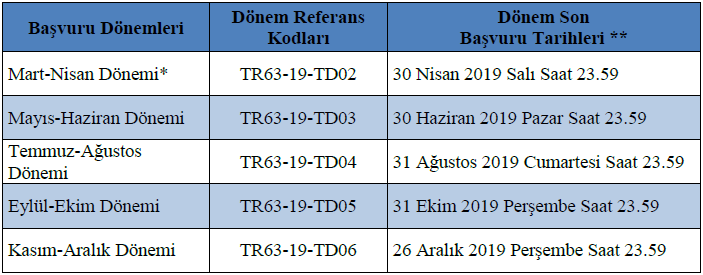 Başvuru Dönemleri
Dönem Referans
Kodları
Dönem Son
Başvuru Tarihleri **
Mart-Nisan Dönemi*
TR63-19-TD02
30 Nisan 2019 Salı Saat 23.59
Mayıs-Haziran Dönemi
TR63-19-TD03
30 Haziran 2019 Pazar Saat 23.59
Temmuz-Ağustos
Dönemi
TR63-19-TD04
31 Ağustos 2019 Cumartesi Saat 23.59
Eylül-Ekim Dönemi
TR63-19-TD05
31 Ekim 2019 Perşembe Saat 23.59
Kasım-Aralık Dönemi
TR63-19-TD06
26 Aralık 2019 Perşembe Saat 23.59